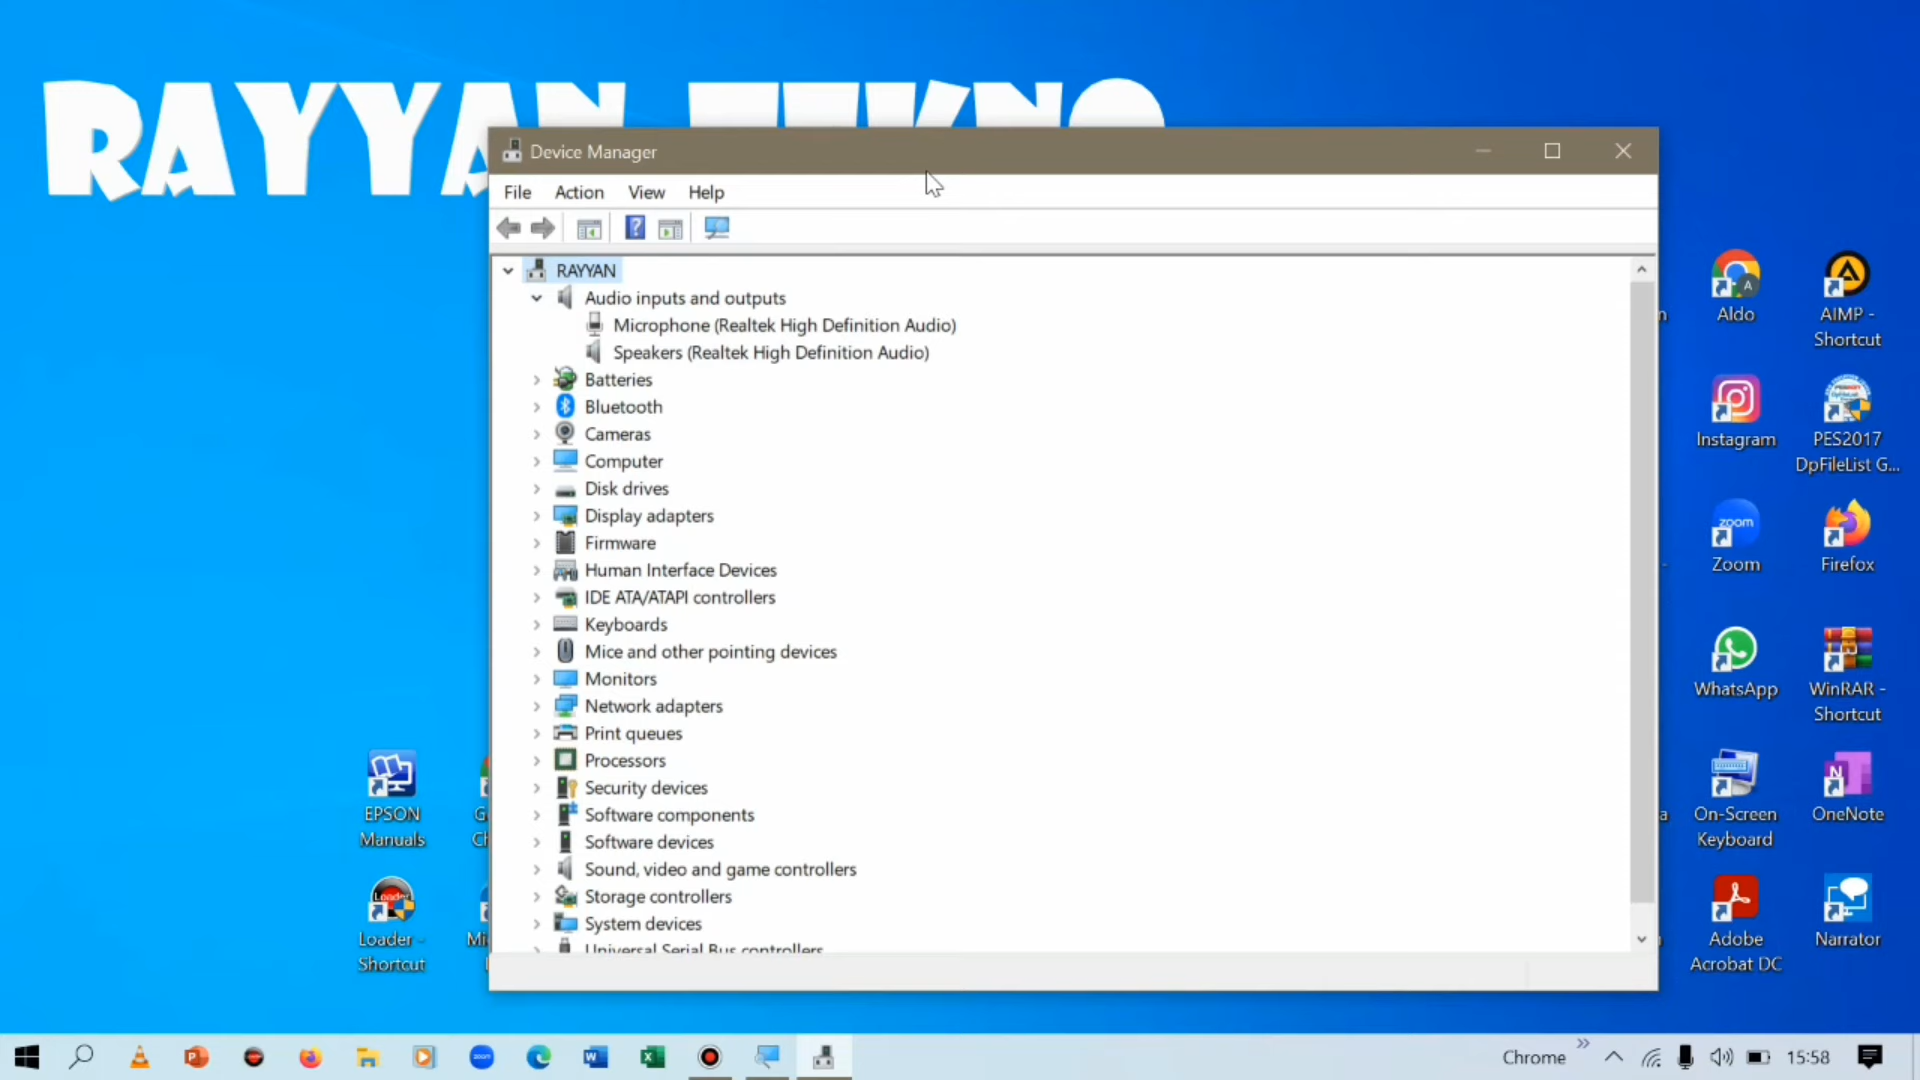 RAYYAN TEKNO
Device Manager
File Action View Help
RAYYAN
Audio inputs and outputs
Microphone (Realtek High Definition Audio)
Speakers (Realtek High Definition Audio)
Batteries
Bluetooth
Cameras
Computer
Disk drives
Display adapters
Firmware
Human Interface Devices
IDE ATA/ATAPI controllers
Keyboards
Mice and other pointing devices
Monitors
Network adapters
Print queues
Processors
Security devices
Software components
Software devices
Sound, video and game controllers
Storage controllers
System devices
Universal Serial Bus controllers
EPSON
Manuals
Loader -
Shortcut
Aldo
AIMP -
Shortcut
Instagram
PES2017
DpFileList G...
zoom
Zoom
Firefox
WhatsApp
WinRAR -
Shortcut
On-Screen
Keyboard
OneNote
Adobe
Acrobat DC
Narrator
Chrome
15:58